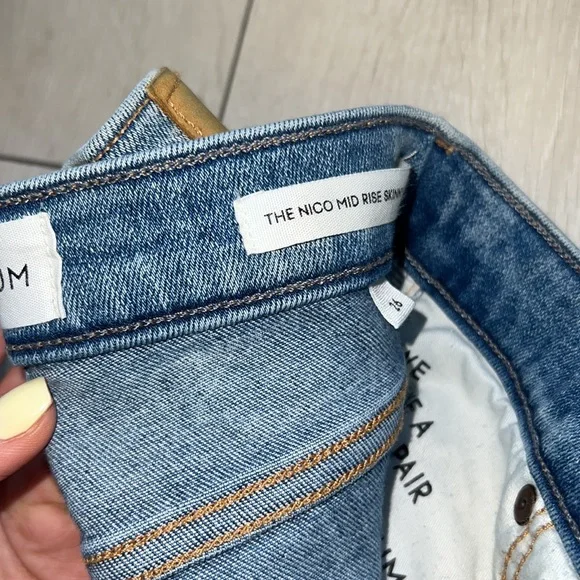 UM
THE NICO MID RISE SKINN
26
A
PAIR